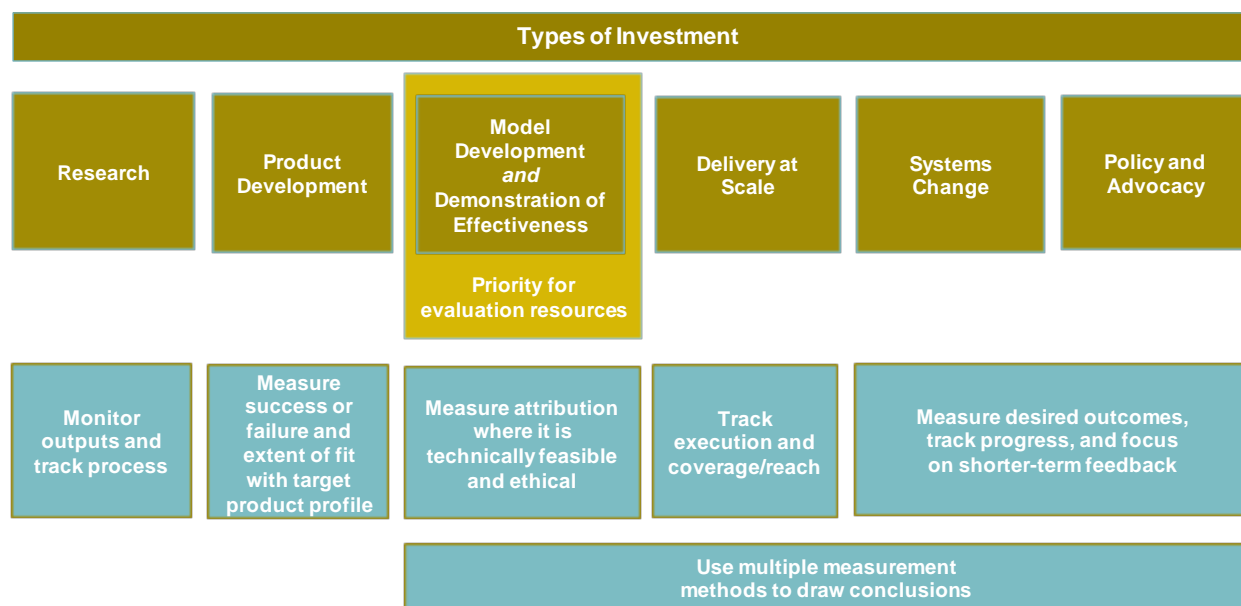 Types of Investment
Research
Product
Development
Model
Development
and
Demonstration of
Effectiveness
Priority for
evaluation resources
Delivery at
Scale
Systems
Change
Policy and
Advocacy
Monitor
outputs and
track process
Measure
success or
failure and
extent of fit
with target
product profile
Measure attribution
where it is
technically feasible
and ethical
Track
execution and
coverage/reach
Measure desired outcomes,
track progress, and focus
on shorter-term feedback
Use multiple measurement
methods to draw conclusions